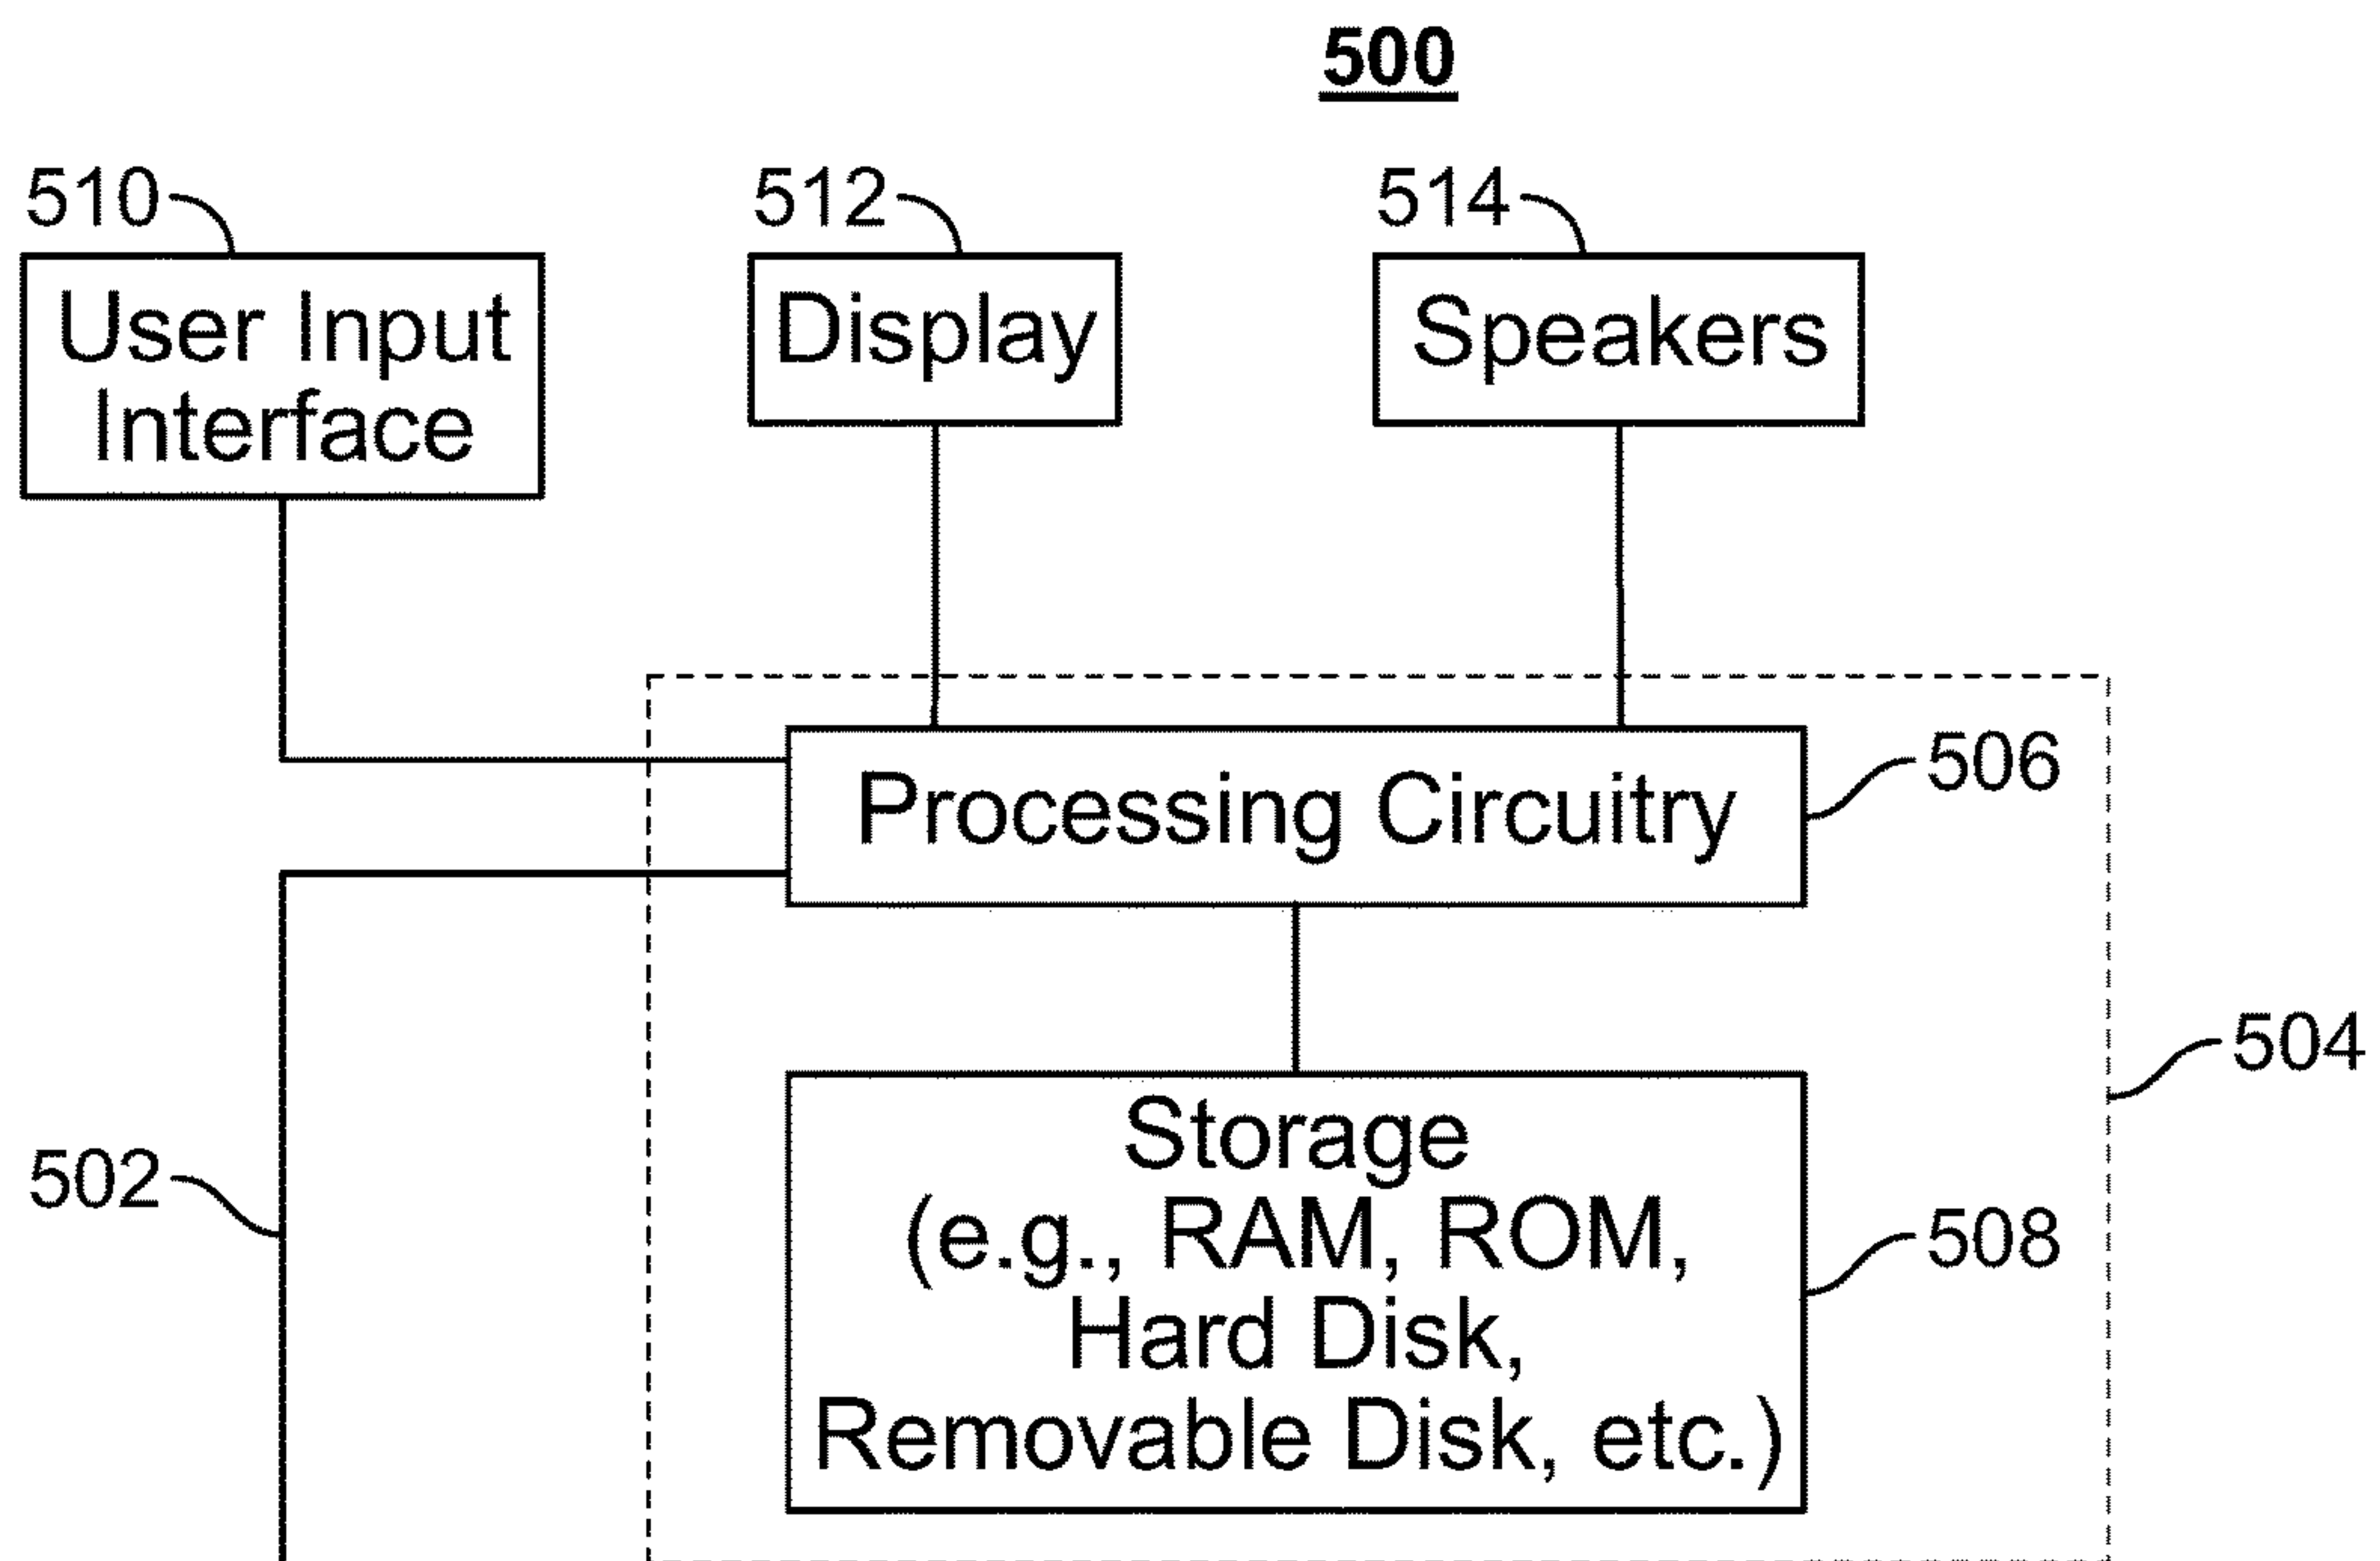 500
510
512
514
User Input
Interface
Display
Speakers
Processing Circuitry
506
504
502
Storage
(e.g., RAM, ROM,
Hard Disk,
Removable Disk, etc.)
508